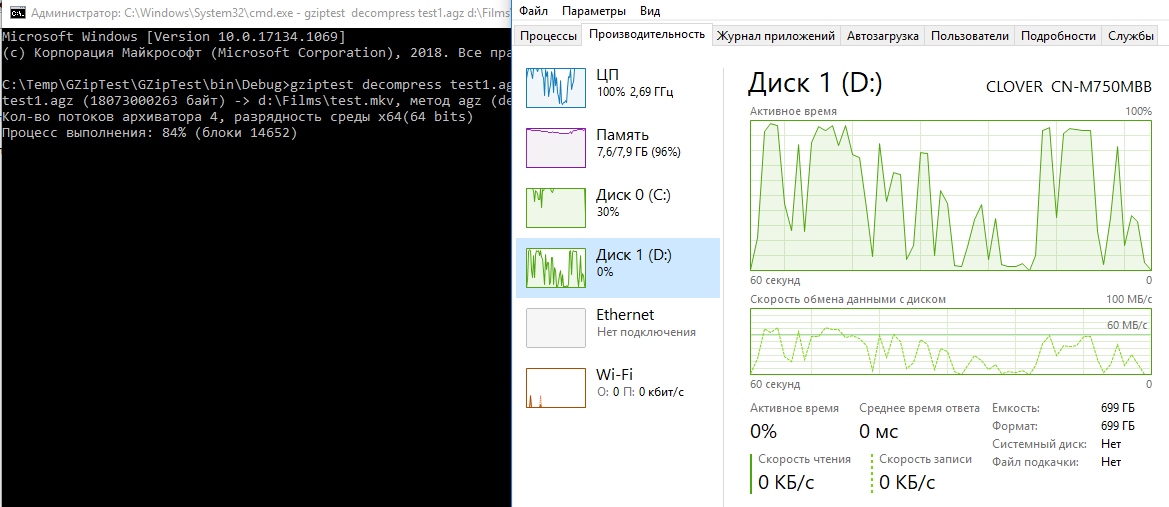 Администратор: C:\Windows\System32\cmd.exe - gziptest decompress test1.agz d:\Films\
Microsoft Windows [Version 10.0.17134.1069]
(c) Корпорация Майкрософт (Microsoft Corporation), 2018. Все пра
C:\Temp\GZipTest\GZipTest\bin\Debug>gziptest decompress test1.ag
test1.agz (18073000263 байт) -> d:\Films\test.mkv, метод agz (de
Кол-во потоков архиватора 4, разрядность среды x64(64 bits)
Процесс выполнения: 84% (блоки 14652)
Файл Параметры Вид
Процессы Производительность Журнал приложений Автозагрузка Пользователи Подробности Службы
ЦП
100% 2,69 ГГц
Память
7,6/7,9 ГБ (96%)
Диск 0 (C:)
30%
Диск 1 (D:)
0%
Ethernet
Нет подключения
Wi-Fi
О: 0 П: 0 кбит/с
Диск 1 (D:)
CLOVER CN-M750MBB
Активное время 100%
60 секунд 0
Скорость обмена данными с диском 100 МБ/с
60 МБ/с
60 секунд 0
Активное время
0%
Среднее время ответа
0 мс
Скорость чтения
0 КБ/с
Скорость записи
0 КБ/с
Емкость: 699 ГБ
Формат: 699 ГБ
Системный диск: Нет
Файл подкачки: Нет